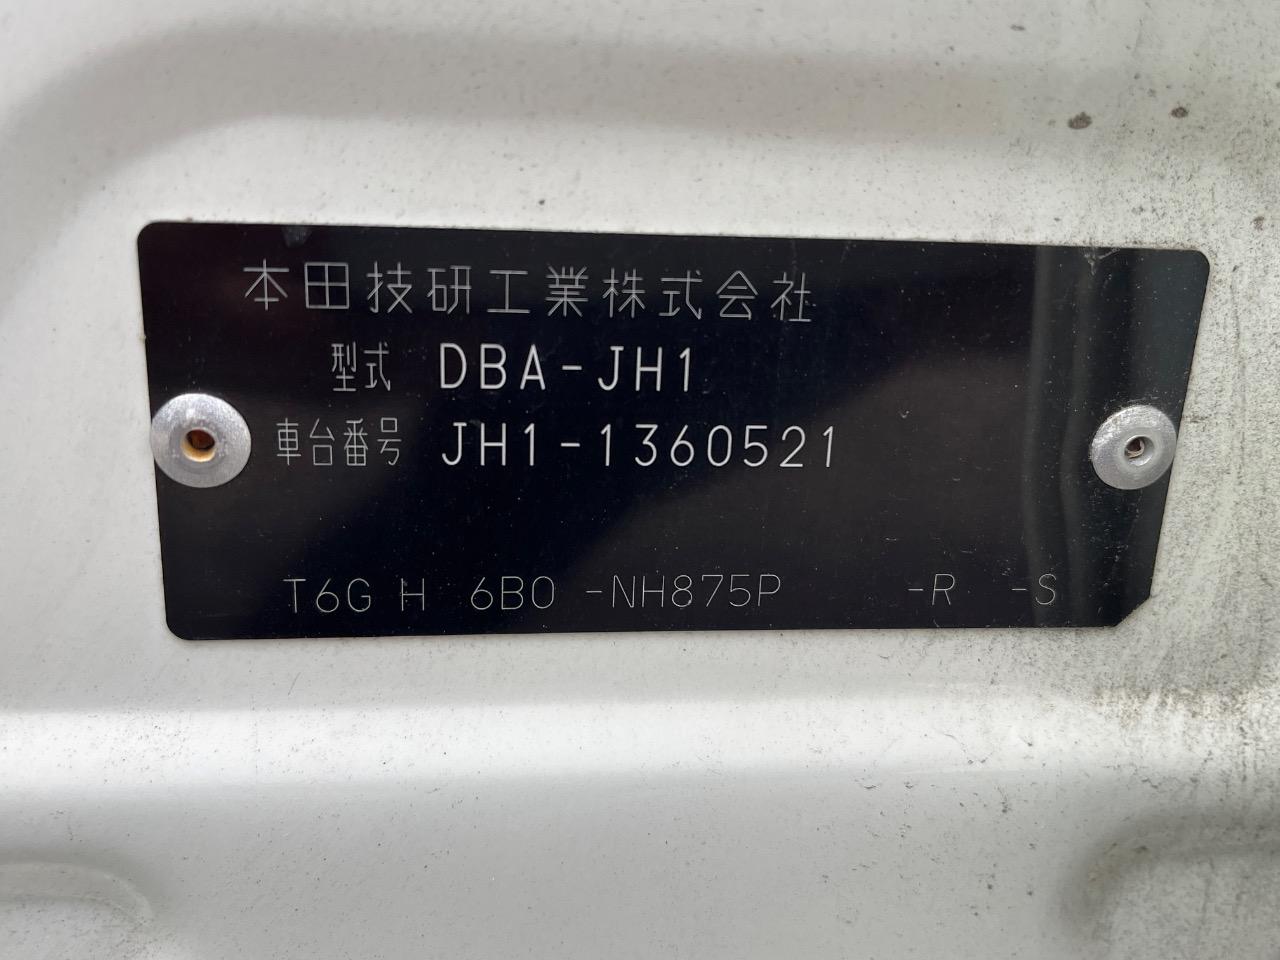 本田技研工業株式会社
型式 DBA-JH1
車台番号 JH1-1360521
T6G H 6B0 -NH875P -R -S